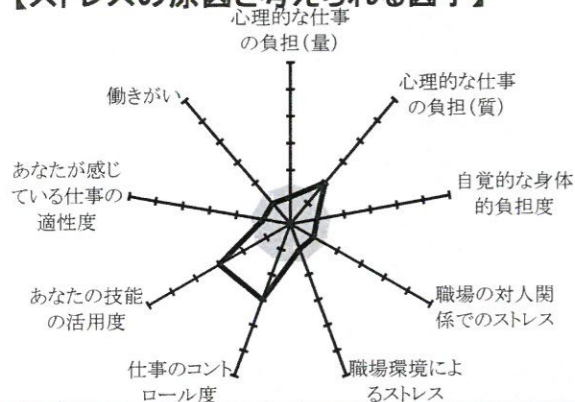 【ストレスの原因と考えられる因子】
心理的な仕事
の負担(量)
心理的な仕事
の負担(質)
自覚的な身体
的負担度
職場の対人関
係でのストレス
職場環境によ
るストレス
仕事のコント
ロール度
あなたの技能
の活用度
あなたが感じ
ている仕事の
適性度
働きがい